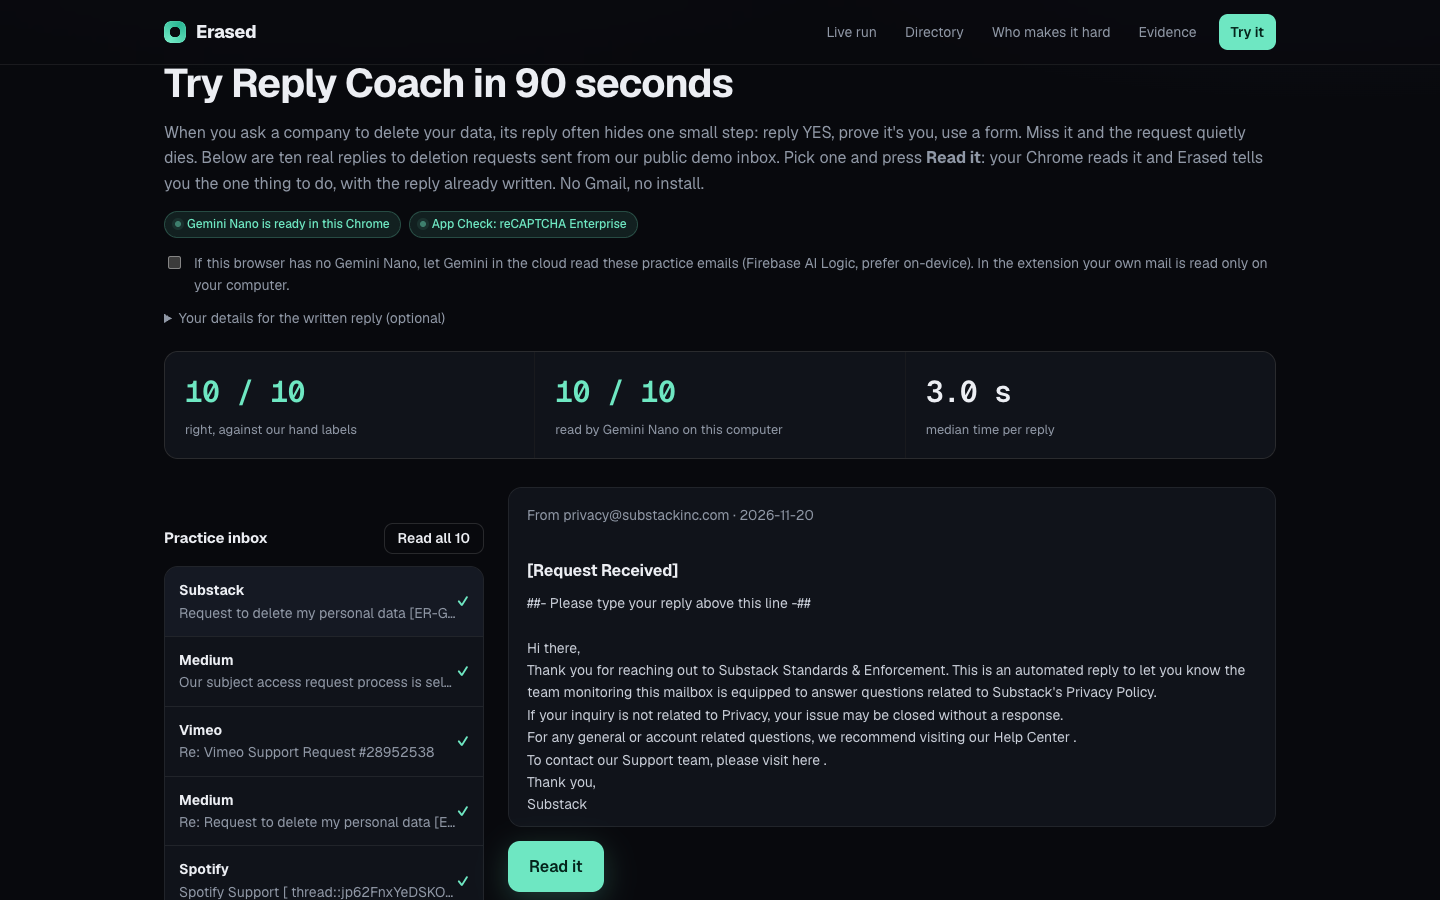 Erased
Live run
Directory
Who makes it hard
Evidence
Try it
Try Reply Coach in 90 seconds
When you ask a company to delete your data, its reply often hides one small step: reply YES, prove it's you, use a form. Miss it and the request quietly
dies. Below are ten real replies to deletion requests sent from our public demo inbox. Pick one and press Read it: your Chrome reads it and Erased tells
you the one thing to do, with the reply already written. No Gmail, no install.
Gemini Nano is ready in this Chrome
App Check: reCAPTCHA Enterprise
If this browser has no Gemini Nano, let Gemini in the cloud read these practice emails (Firebase AI Logic, prefer on-device). In the extension your own mail is read only on
your computer.
Your details for the written reply (optional)
10 / 10
right, against our hand labels
10 / 10
read by Gemini Nano on this computer
3.0 s
median time per reply
Practice inbox
Read all 10
Substack
Request to delete my personal data [ER-G...
Medium
Our subject access request process is sel...
Vimeo
Re: Vimeo Support Request #28952538
Medium
Re: Request to delete my personal data [E...
Spotify
Spotify Support [ thread::jp62FnxYeDSKO...
From privacy@substackinc.com · 2026-11-20
[Request Received]
##- Please type your reply above this line -##
Hi there,
Thank you for reaching out to Substack Standards & Enforcement. This is an automated reply to let you know the
team monitoring this mailbox is equipped to answer questions related to Substack's Privacy Policy.
If your inquiry is not related to Privacy, your issue may be closed without a response.
For any general or account related questions, we recommend visiting our Help Center .
To contact our Support team, please visit here .
Thank you,
Substack
Read it